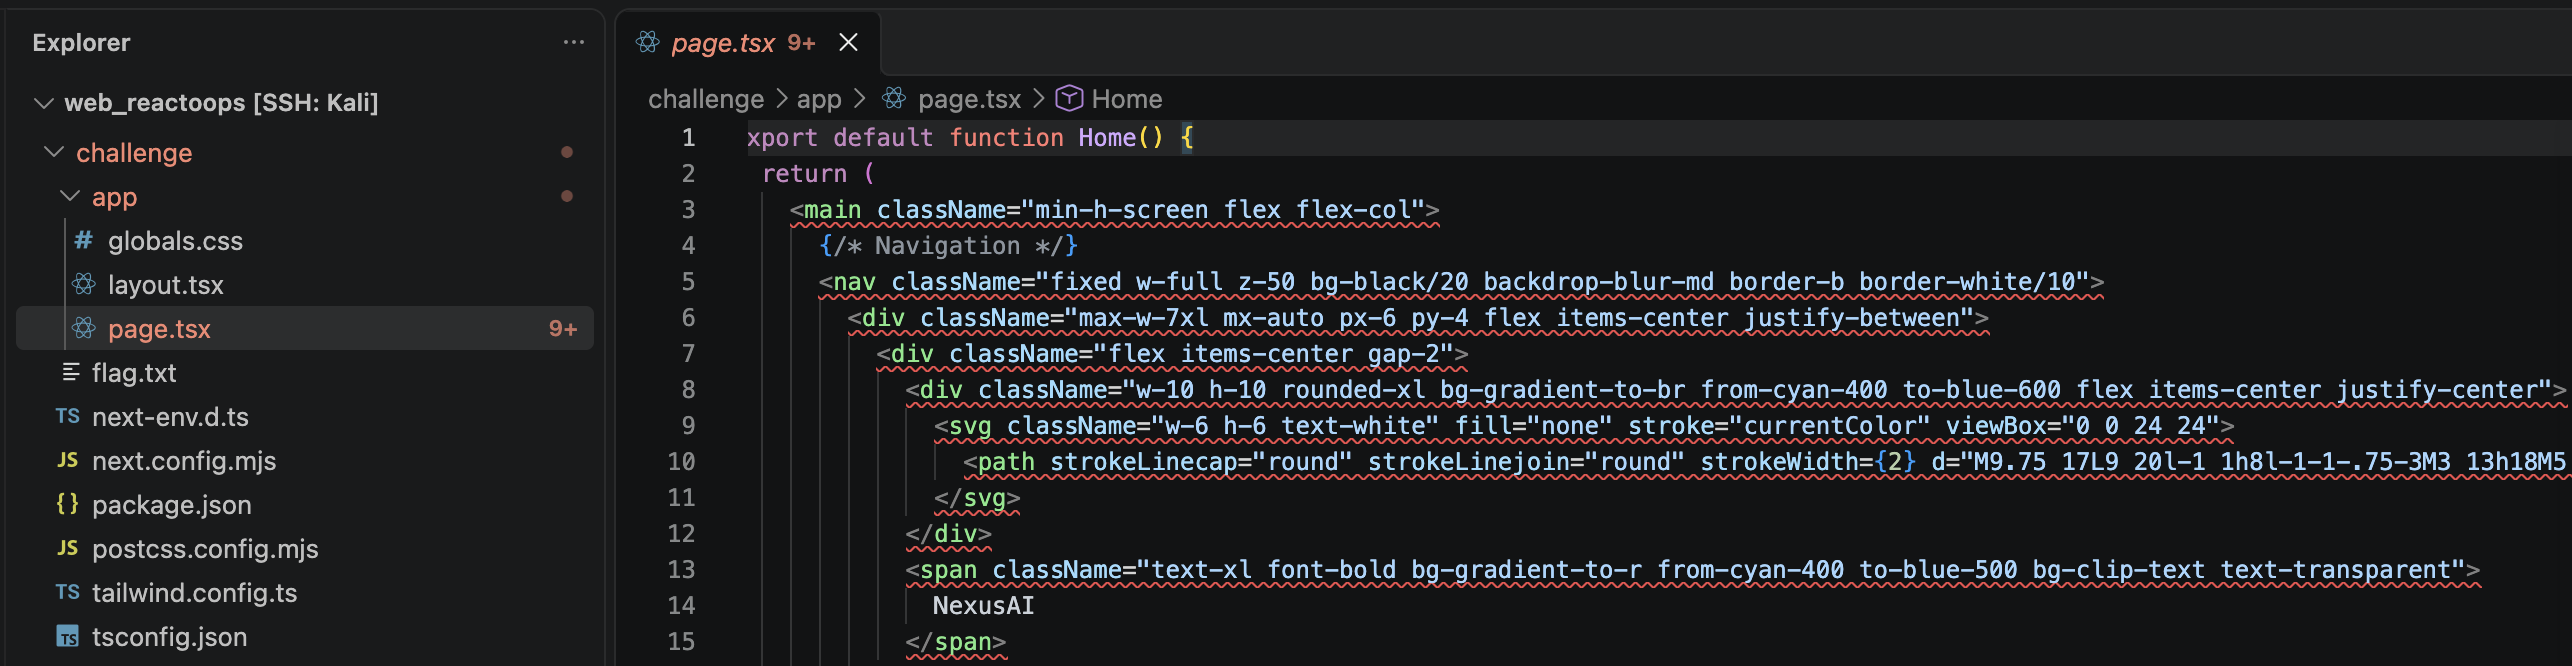 Explorer
web_reactoops [SSH: Kali]
challenge
app
globals.css
layout.tsx
page.tsx 9+
flag.txt
TS next-env.d.ts
JS next.config.mjs
{} package.json
JS postcss.config.mjs
TS tailwind.config.ts
TS tsconfig.json
page.tsx 9+
challenge > app > page.tsx > Home
1 xport default function Home() {
2 return (
3 <main className="min-h-screen flex flex-col">
4 {/* Navigation */}
5 <nav className="fixed w-full z-50 bg-black/20 backdrop-blur-md border-b border-white/10">
6 <div className="max-w-7xl mx-auto px-6 py-4 flex items-center justify-between">
7 <div className="flex items-center gap-2">
8 <div className="w-10 h-10 rounded-xl bg-gradient-to-br from-cyan-400 to-blue-600 flex items-center justify-center">
9 <svg className="w-6 h-6 text-white" fill="none" stroke="currentColor" viewBox="0 0 24 24">
10 <path strokeLinecap="round" strokeLinejoin="round" strokeWidth={2} d="M9.75 17L9 20l-1 1h8l-1-1-.75-3M3 13h18M5
11 </svg>
12 </div>
13 <span className="text-xl font-bold bg-gradient-to-r from-cyan-400 to-blue-500 bg-clip-text text-transparent">
14 NexusAI
15 </span>